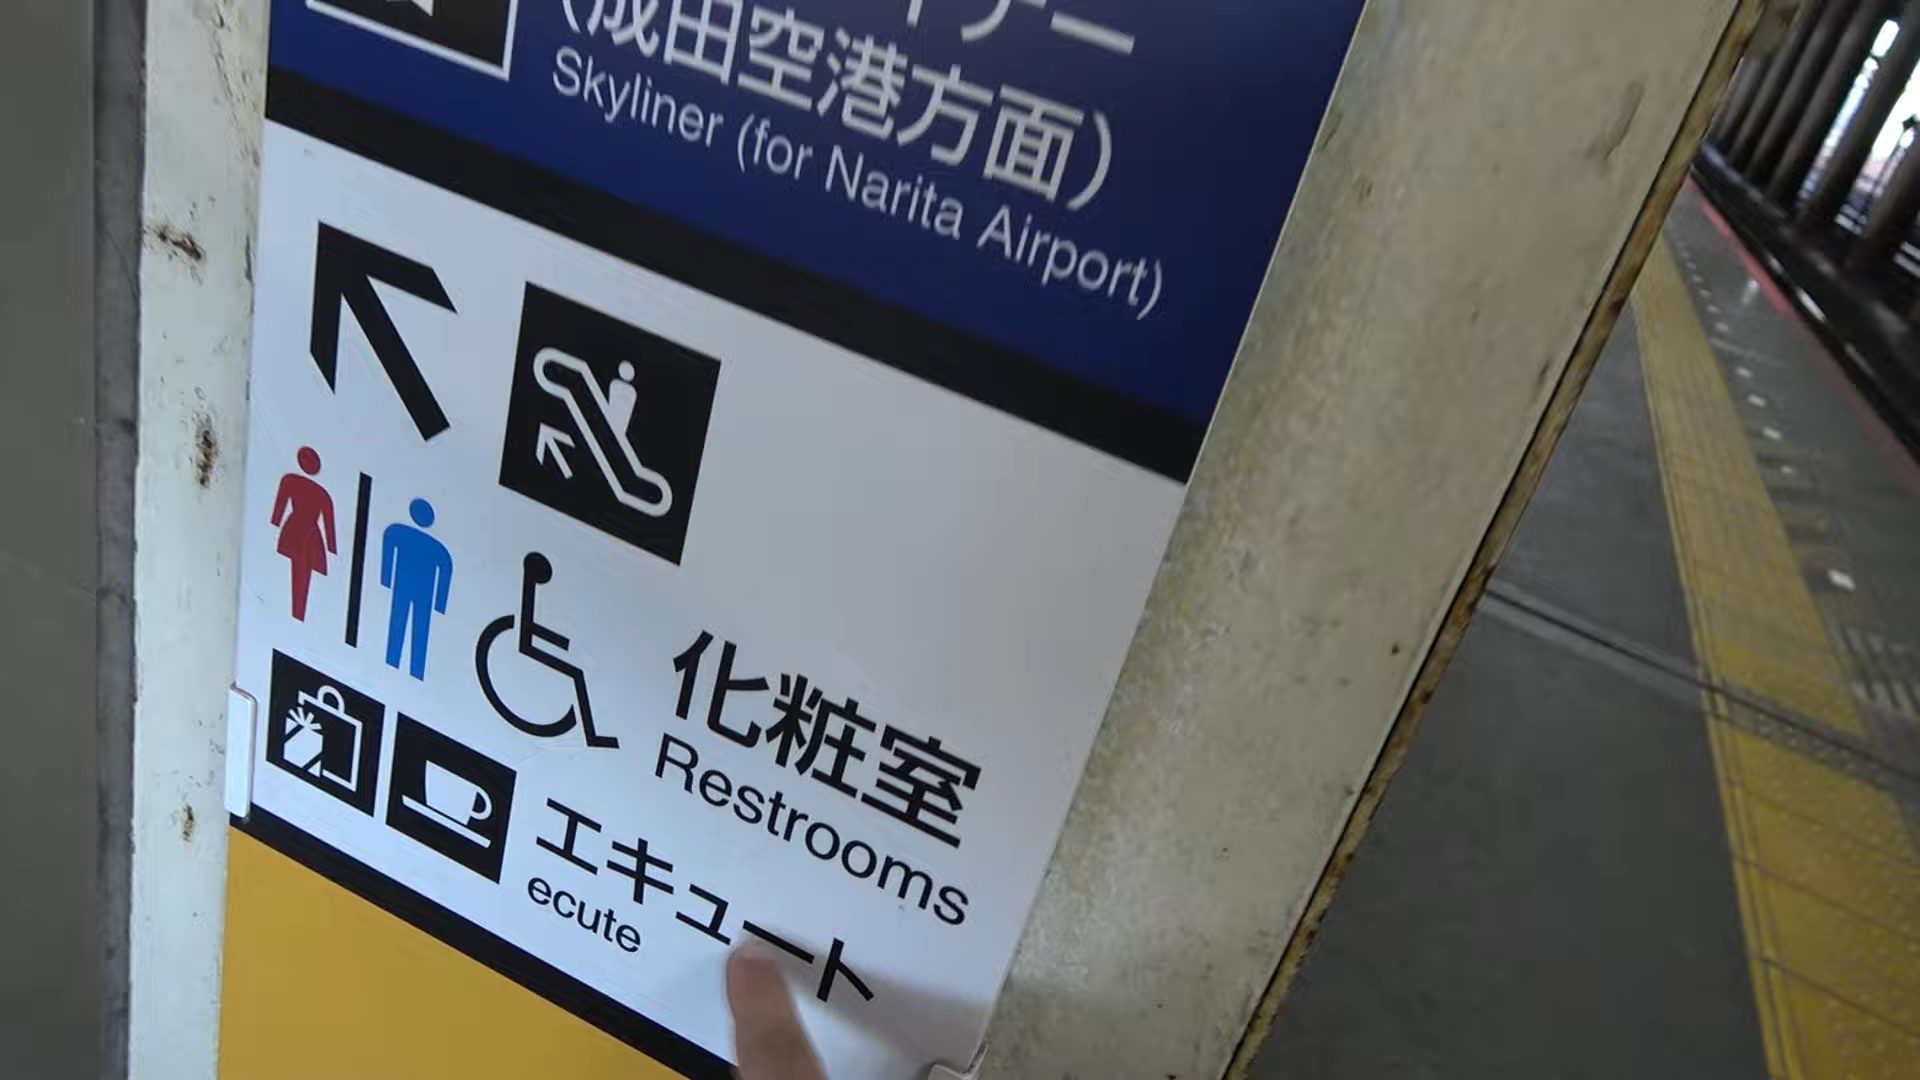 (成田空港方面)
Skyliner (for Narita Airport)
化粧室
Restrooms
エキュート
ecute